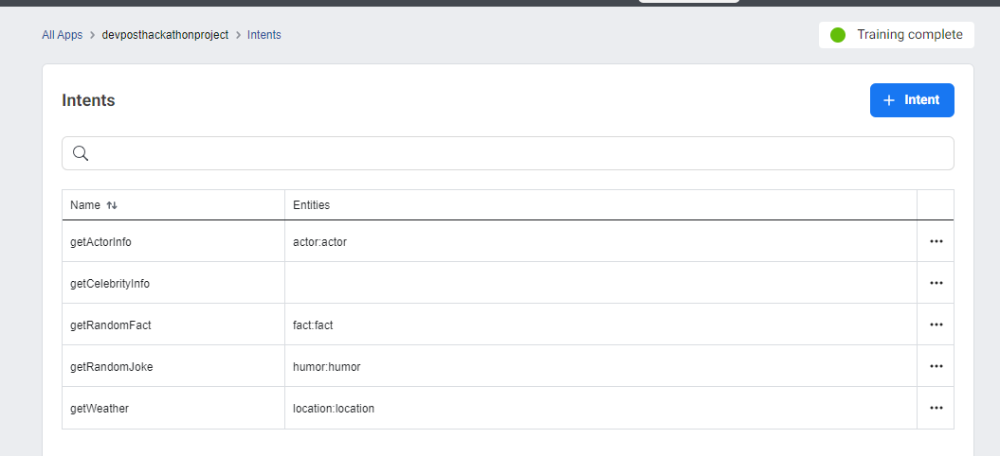 All Apps > devposthackathonproject > Intents
Training complete
Intents
+ Intent
Name Entities
getActorInfo actor:actor
getCelebrityInfo
getRandomFact fact:fact
getRandomJoke humor:humor
getWeather location:location